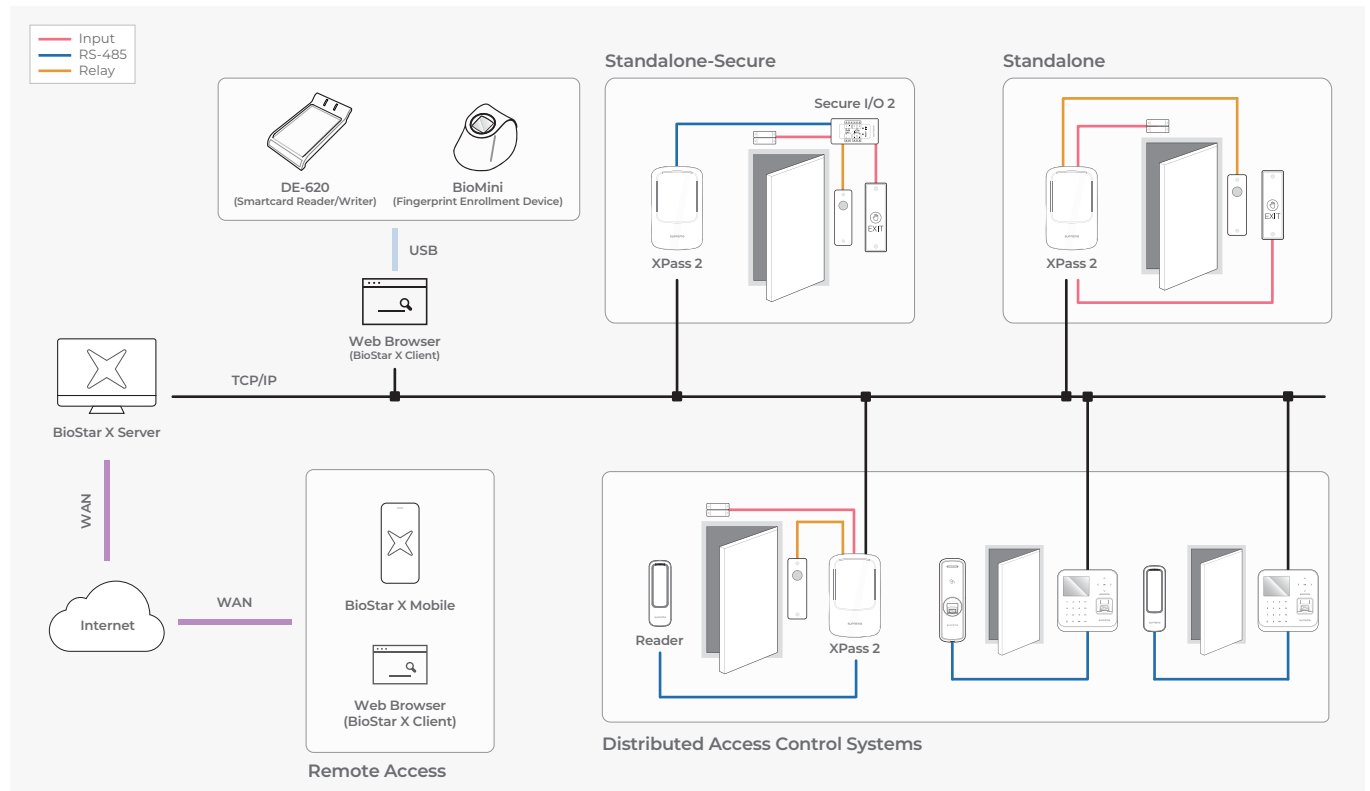 Input
RS-485
Relay
DE-620
(Smartcard Reader/Writer)
BioMini
(Fingerprint Enrollment Device)
USB
Web Browser
(BioStar X Client)
Standalone-Secure
Secure I/O 2
EXIT
XPass 2
Standalone
EXIT
XPass 2
BioStar X Server
TCP/IP
WAN
Internet
WAN
BioStar X Mobile
Web Browser
(BioStar X Client)
Remote Access
Reader
XPass 2
Distributed Access Control Systems